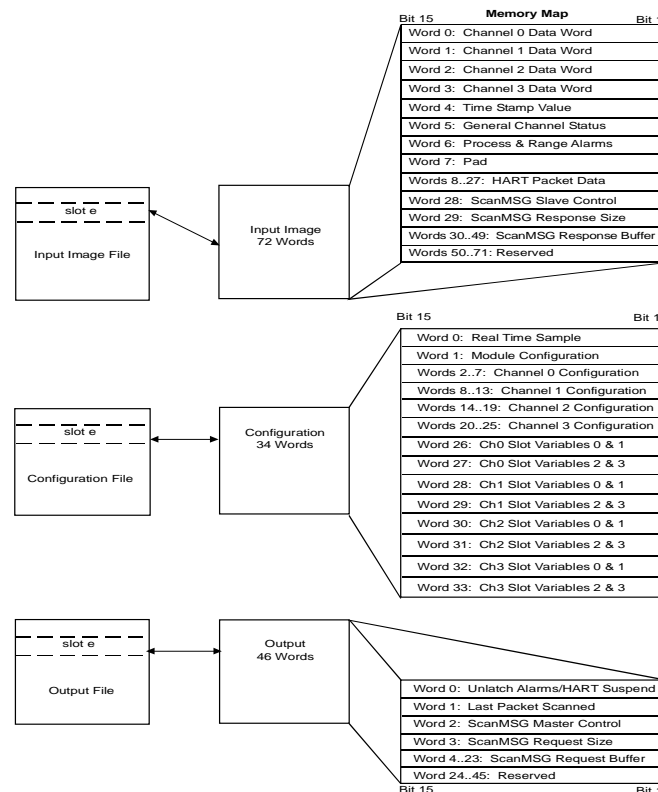 Memory Map
Bit 15 Bit
Word 0: Channel 0 Data Word
Word 1: Channel 1 Data Word
Word 2: Channel 2 Data Word
Word 3: Channel 3 Data Word
Word 4: Time Stamp Value
Word 5: General Channel Status
Word 6: Process & Range Alarms
Word 7: Pad
Words 8..27: HART Packet Data
Word 28: ScanMSG Slave Control
Word 29: ScanMSG Response Size
Words 30..49: ScanMSG Response Buffer
Words 50..71: Reserved
slot e
Input Image File
Input Image
72 Words
Bit 15 Bit
Word 0: Real Time Sample
Word 1: Module Configuration
Words 2..7: Channel 0 Configuration
Words 8..13: Channel 1 Configuration
Words 14..19: Channel 2 Configuration
Words 20..25: Channel 3 Configuration
Word 26: Ch0 Slot Variables 0 & 1
Word 27: Ch0 Slot Variables 2 & 3
Word 28: Ch1 Slot Variables 0 & 1
Word 29: Ch1 Slot Variables 2 & 3
Word 30: Ch2 Slot Variables 0 & 1
Word 31: Ch2 Slot Variables 2 & 3
Word 32: Ch3 Slot Variables 0 & 1
Word 33: Ch3 Slot Variables 2 & 3
slot e
Configuration File
Configuration
34 Words
slot e
Output File
Output
46 Words
Word 0: Unlatch Alarms/HART Suspend
Word 1: Last Packet Scanned
Word 2: ScanMSG Master Control
Word 3: ScanMSG Request Size
Word 4..23: ScanMSG Request Buffer
Word 24..45: Reserved
Bit 15 Bit